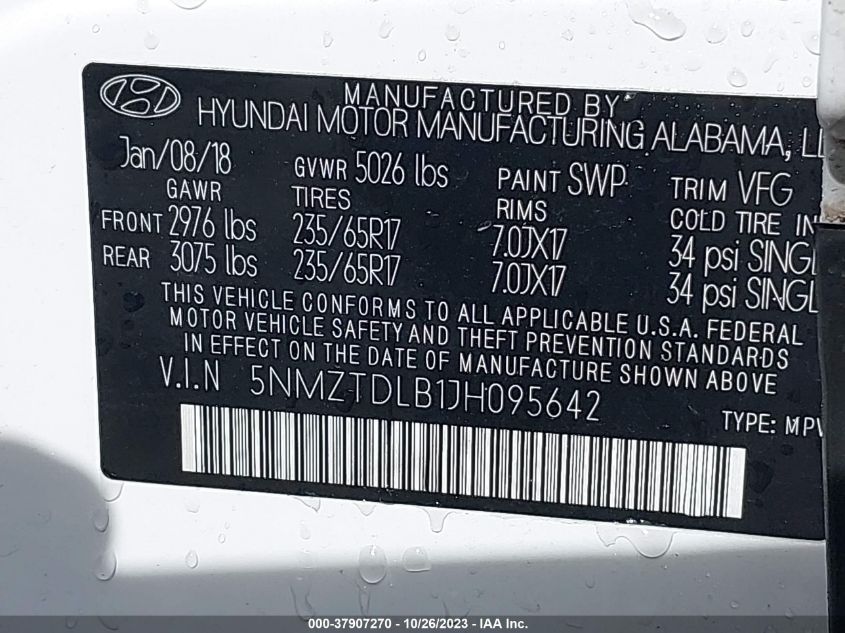 MANUFACTURED BY
HYUNDAI MOTOR MANUFACTURING ALABAMA,
Jan/08/18 GVWR 5026 lbs PAINT SWP TRIM VFG
GAWR TIRES RIMS COLD TIRE IN
FRONT 2976 lbs 235/65R17 7.0JX17 34 psi SINGL
REAR 3075 lbs 235/65R17 7.0JX17 34 psi SINGL
THIS VEHICLE CONFORMS TO ALL APPLICABLE U.S.A. FEDERAL
MOTOR VEHICLE SAFETY AND THEFT PREVENTION STANDARDS
IN EFFECT ON THE DATE OF MANUFACTURE SHOWN ABOVE
V.I.N 5NMZTDLB1JH095642
TYPE: MPV
000-37907270 - 10/26/2023 - IAA Inc.